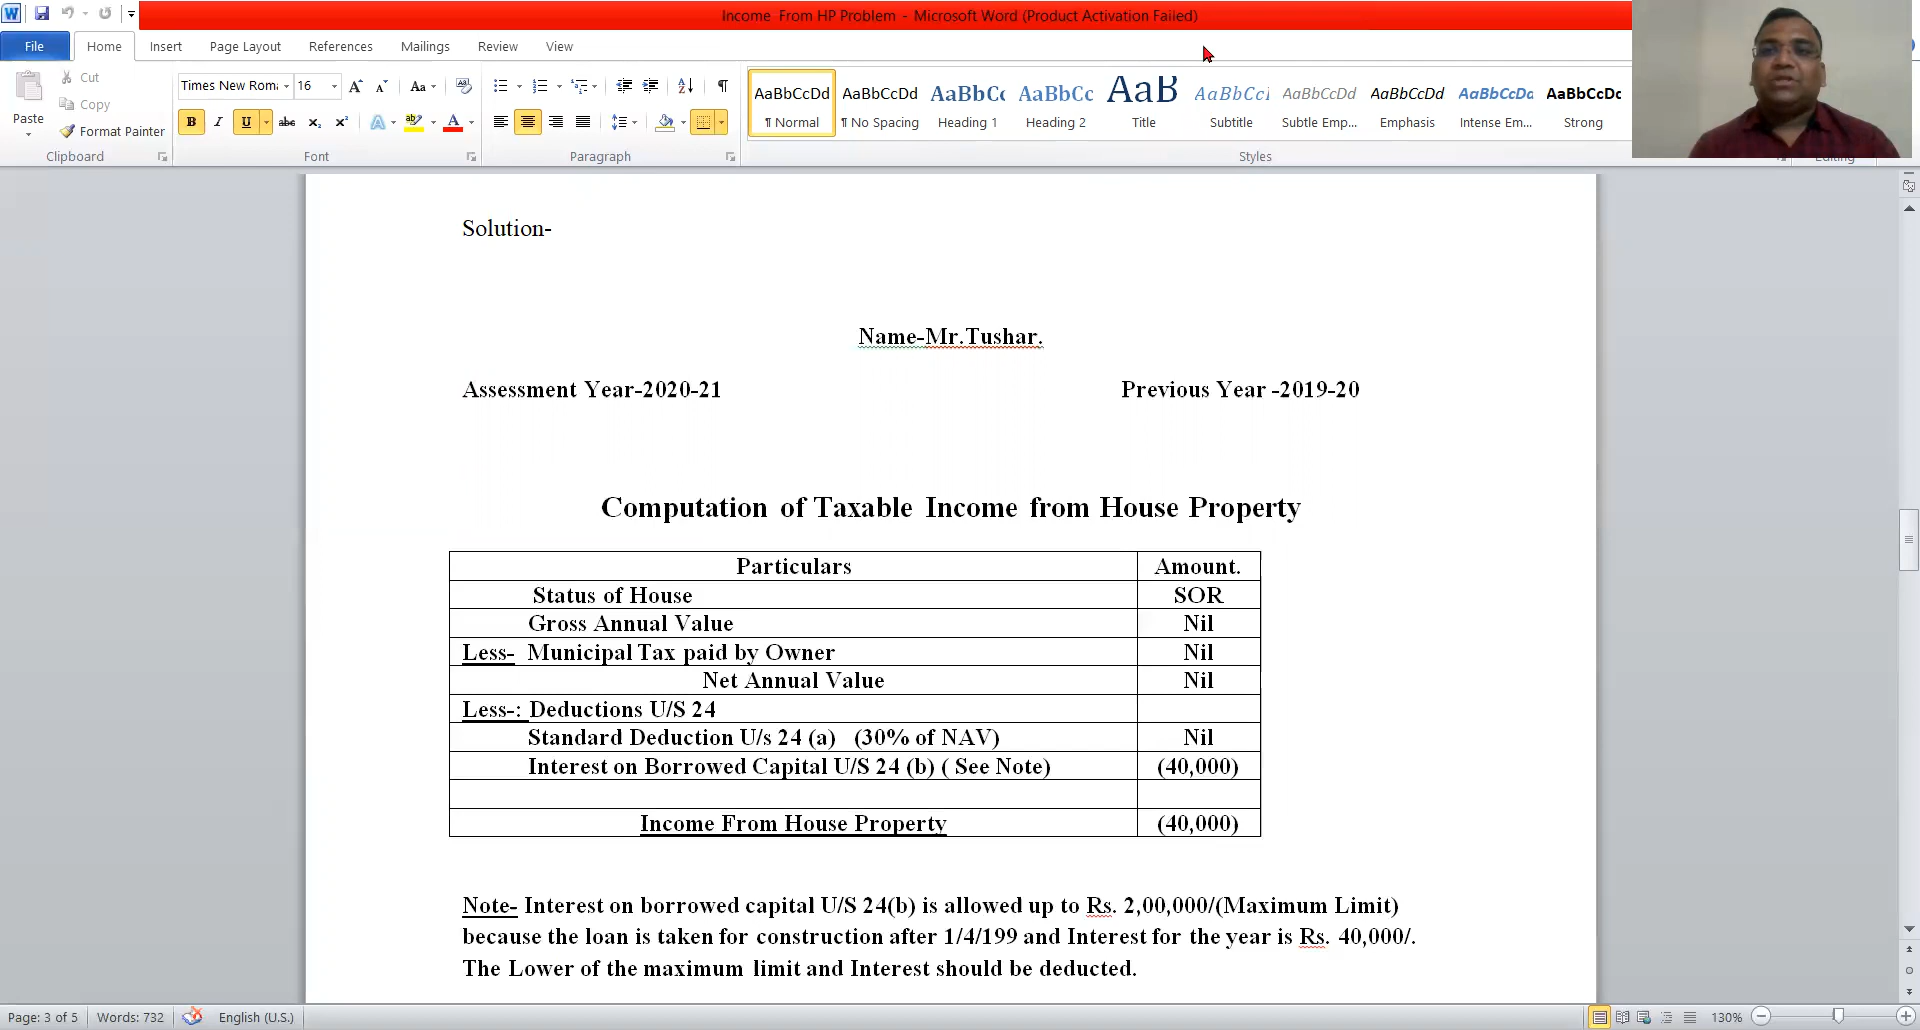 Income From HP Problem - Microsoft Word (Product Activation Failed)
File Home Insert Page Layout References Mailings Review View
Paste
Cut
Copy
Format Painter
Times New Rom: 16
AaBbCcDd AaBbCcDd AaBbCc AaBbCc AaB AaBbCcl AaBbCcDd AaBbCcDd AaBbCcDd AaBbCcDc
¶ Normal ¶ No Spacing Heading 1 Heading 2 Title Subtitle Subtle Emp... Emphasis Intense Em... Strong
Clipboard Font Paragraph Styles Editing
Solution-
Name-Mr.Tushar.
Assessment Year-2020-21 Previous Year -2019-20
Computation of Taxable Income from House Property
Particulars Amount.
Status of House SOR
Gross Annual Value Nil
Less- Municipal Tax paid by Owner Nil
Net Annual Value Nil
Less-: Deductions U/S 24
Standard Deduction U/s 24 (a) (30% of NAV) Nil
Interest on Borrowed Capital U/S 24 (b) ( See Note) (40,000)
Income From House Property (40,000)
Note- Interest on borrowed capital U/S 24(b) is allowed up to Rs. 2,00,000/(Maximum Limit)
because the loan is taken for construction after 1/4/199 and Interest for the year is Rs. 40,000/.
The Lower of the maximum limit and Interest should be deducted.
Page: 3 of 5 Words: 732 English (U.S.) 130%